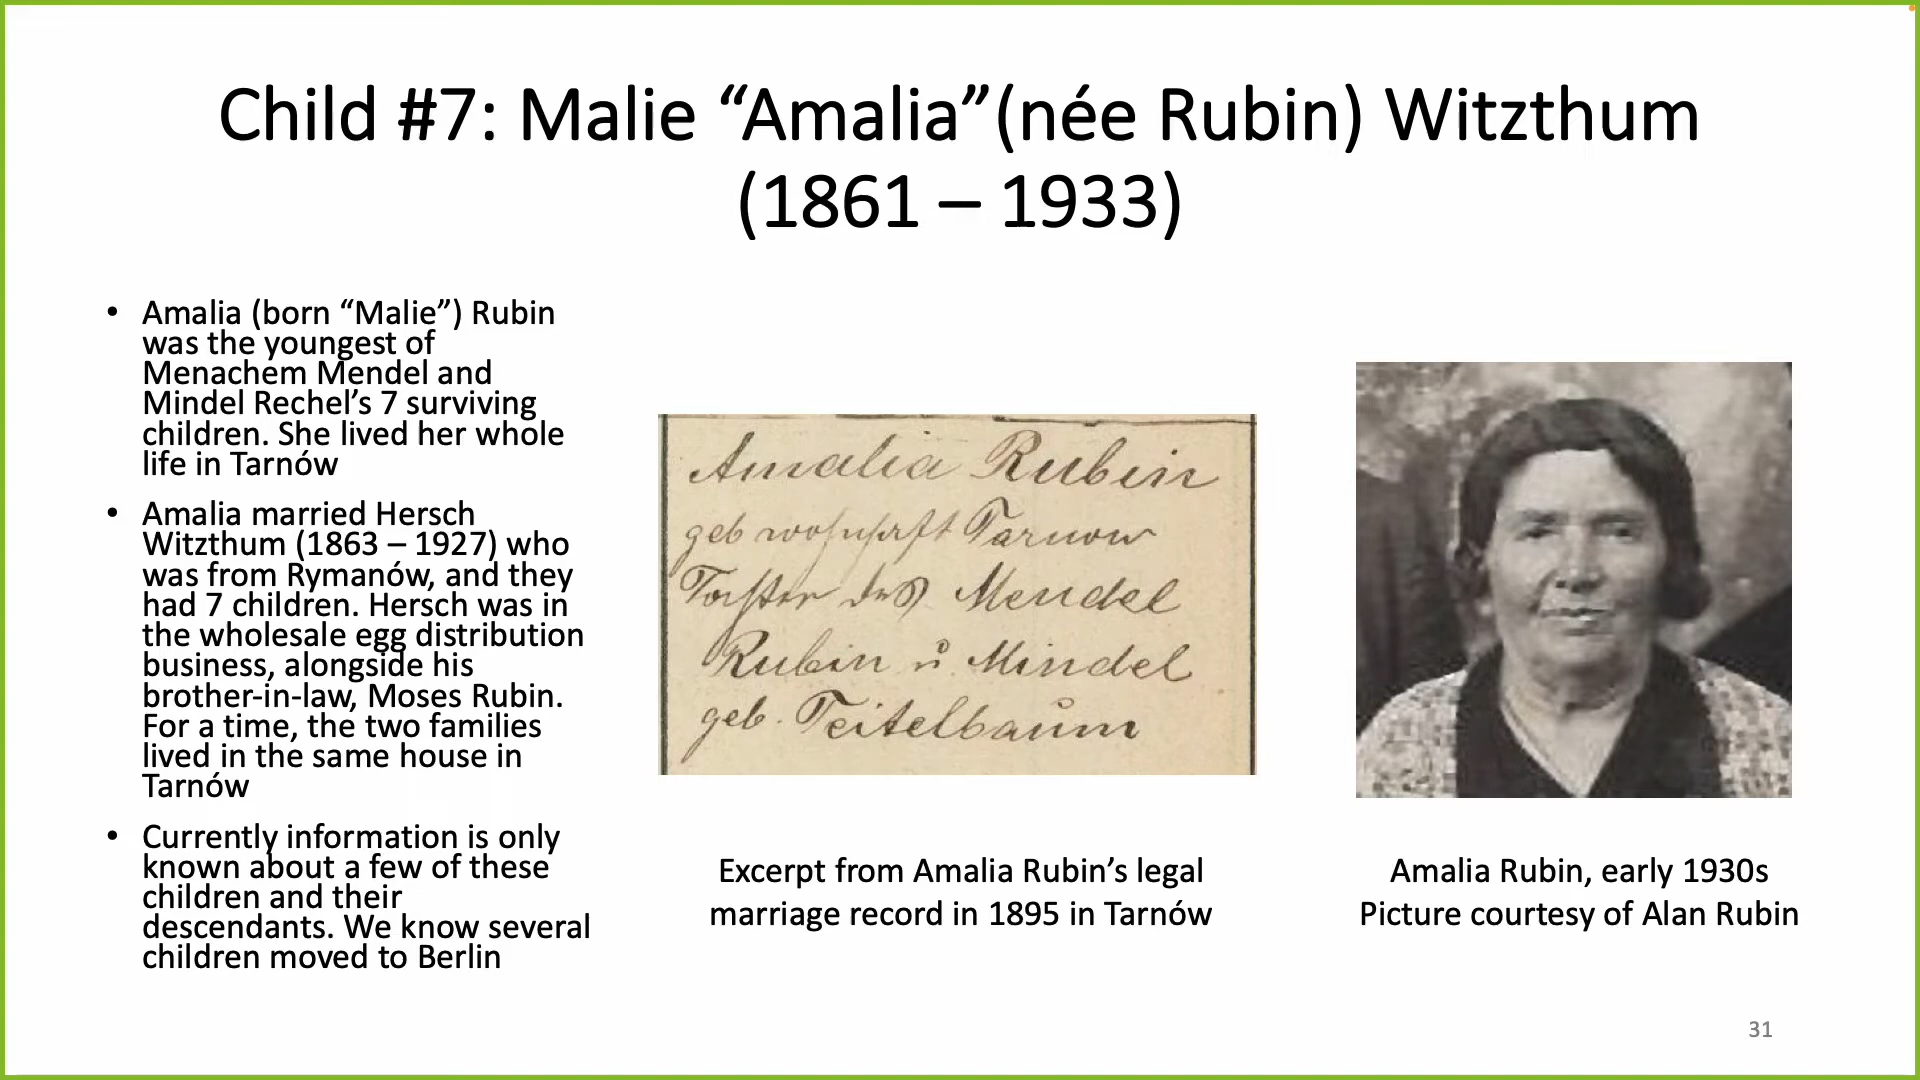 Child #7: Malie “Amalia”(née Rubin) Witzthum
(1861 – 1933)
• Amalia (born “Malie”) Rubin
was the youngest of
Menachem Mendel and
Mindel Rechel’s 7 surviving
children. She lived her whole
life in Tarnów
• Amalia married Hersch
Witzthum (1863 – 1927) who
was from Rymanów, and they
had 7 children. Hersch was in
the wholesale egg distribution
business, alongside his
brother-in-law, Moses Rubin.
For a time, the two families
lived in the same house in
Tarnów
• Currently information is only
known about a few of these
children and their
descendants. We know several
children moved to Berlin
Amalia Rubin
geb wohnhaft Tarnow
Tochter des Mendel
Rubin u Mindel
geb. Teitelbaum
Excerpt from Amalia Rubin’s legal
marriage record in 1895 in Tarnów
Amalia Rubin, early 1930s
Picture courtesy of Alan Rubin
31